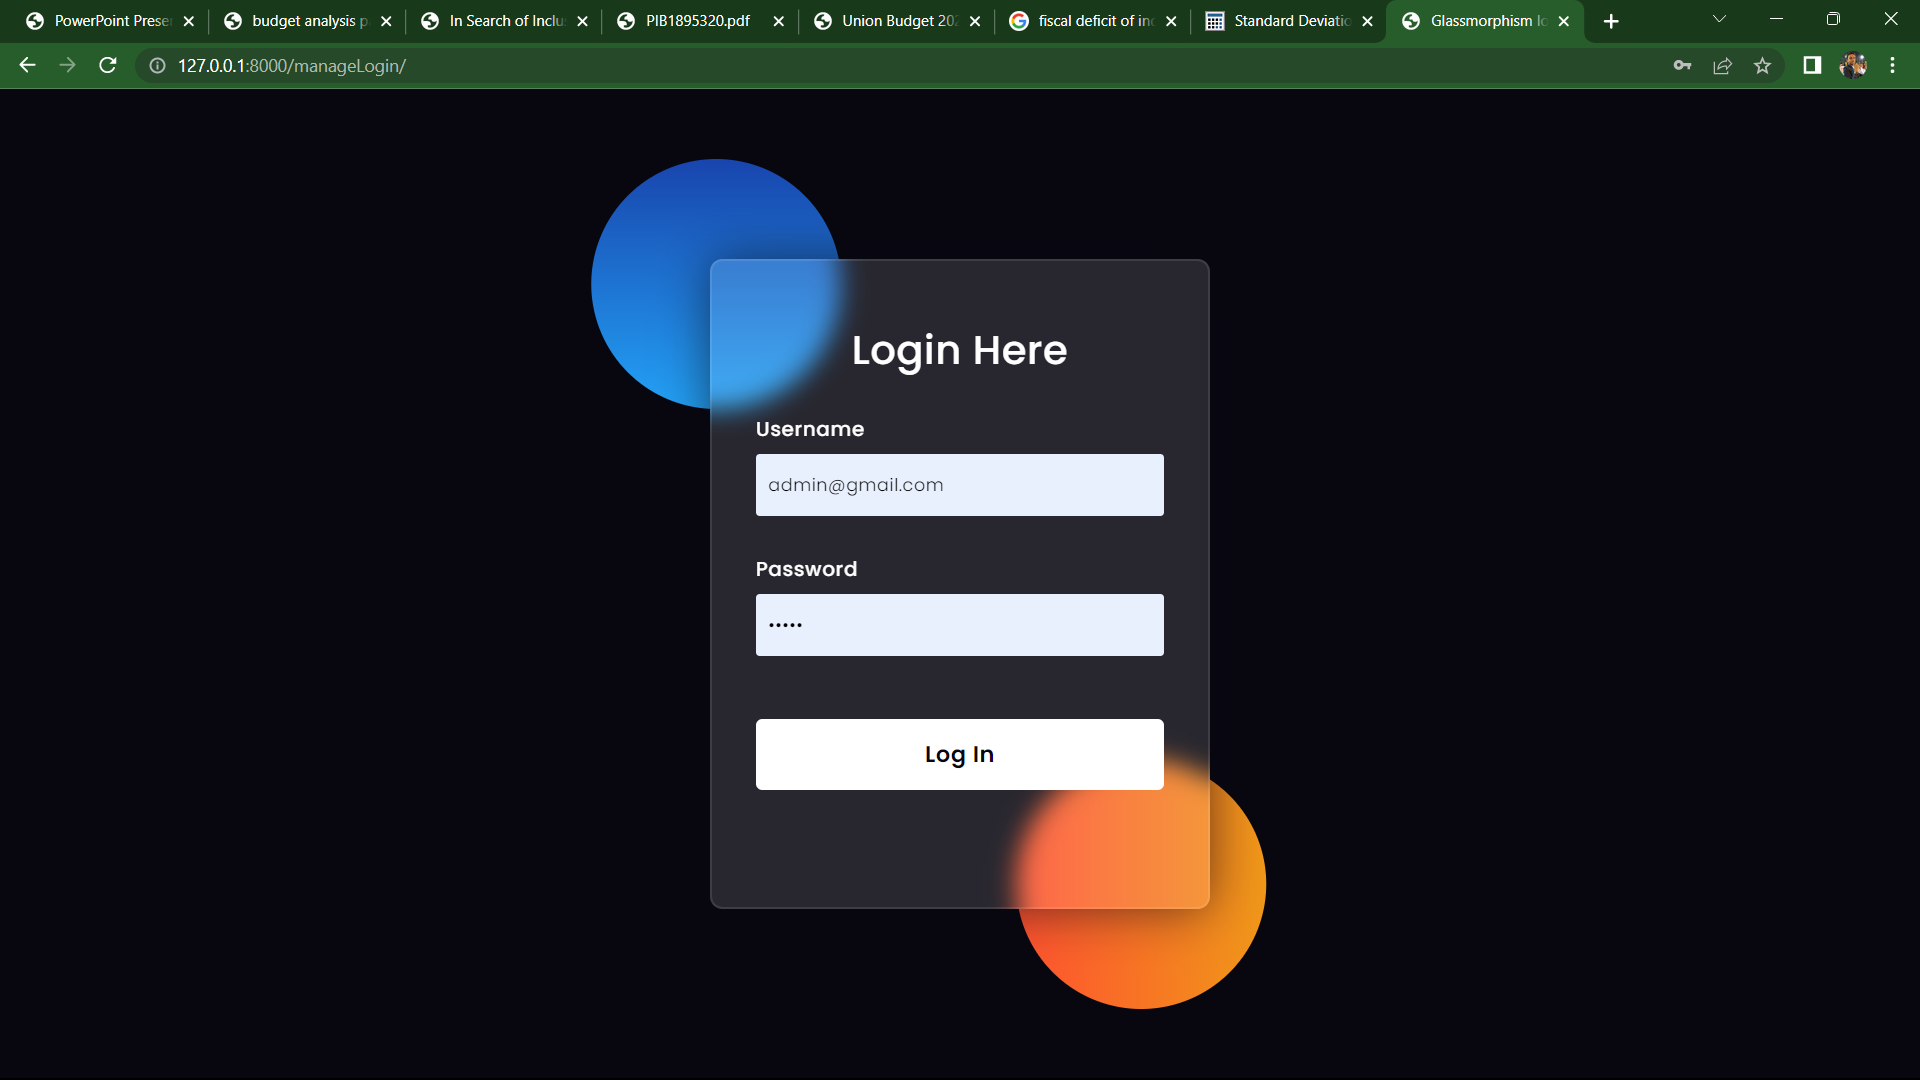 PowerPoint Prese
budget analysis p
In Search of Inclu
PIB1895320.pdf
Union Budget 202
fiscal deficit of in
Standard Deviatio
Glassmorphism lo
127.0.0.1:8000/manageLogin/
Login Here
Username
admin@gmail.com
Password
•••••
Log In